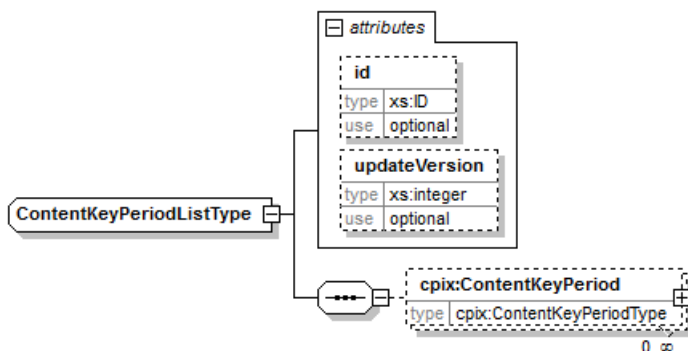 attributes
id
type xs:ID
use optional
updateVersion
type xs:integer
use optional
ContentKeyPeriodListType
cpix:ContentKeyPeriod
type cpix:ContentKeyPeriodType
0 ∞